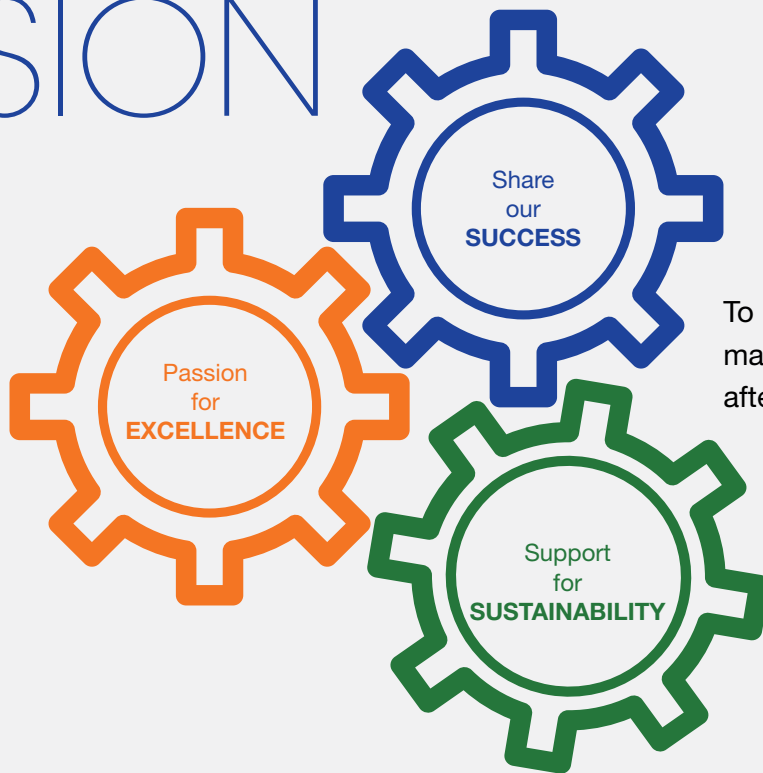 SION
Share
our
SUCCESS
To
ma
afte
Passion
for
EXCELLENCE
Support
for
SUSTAINABILITY